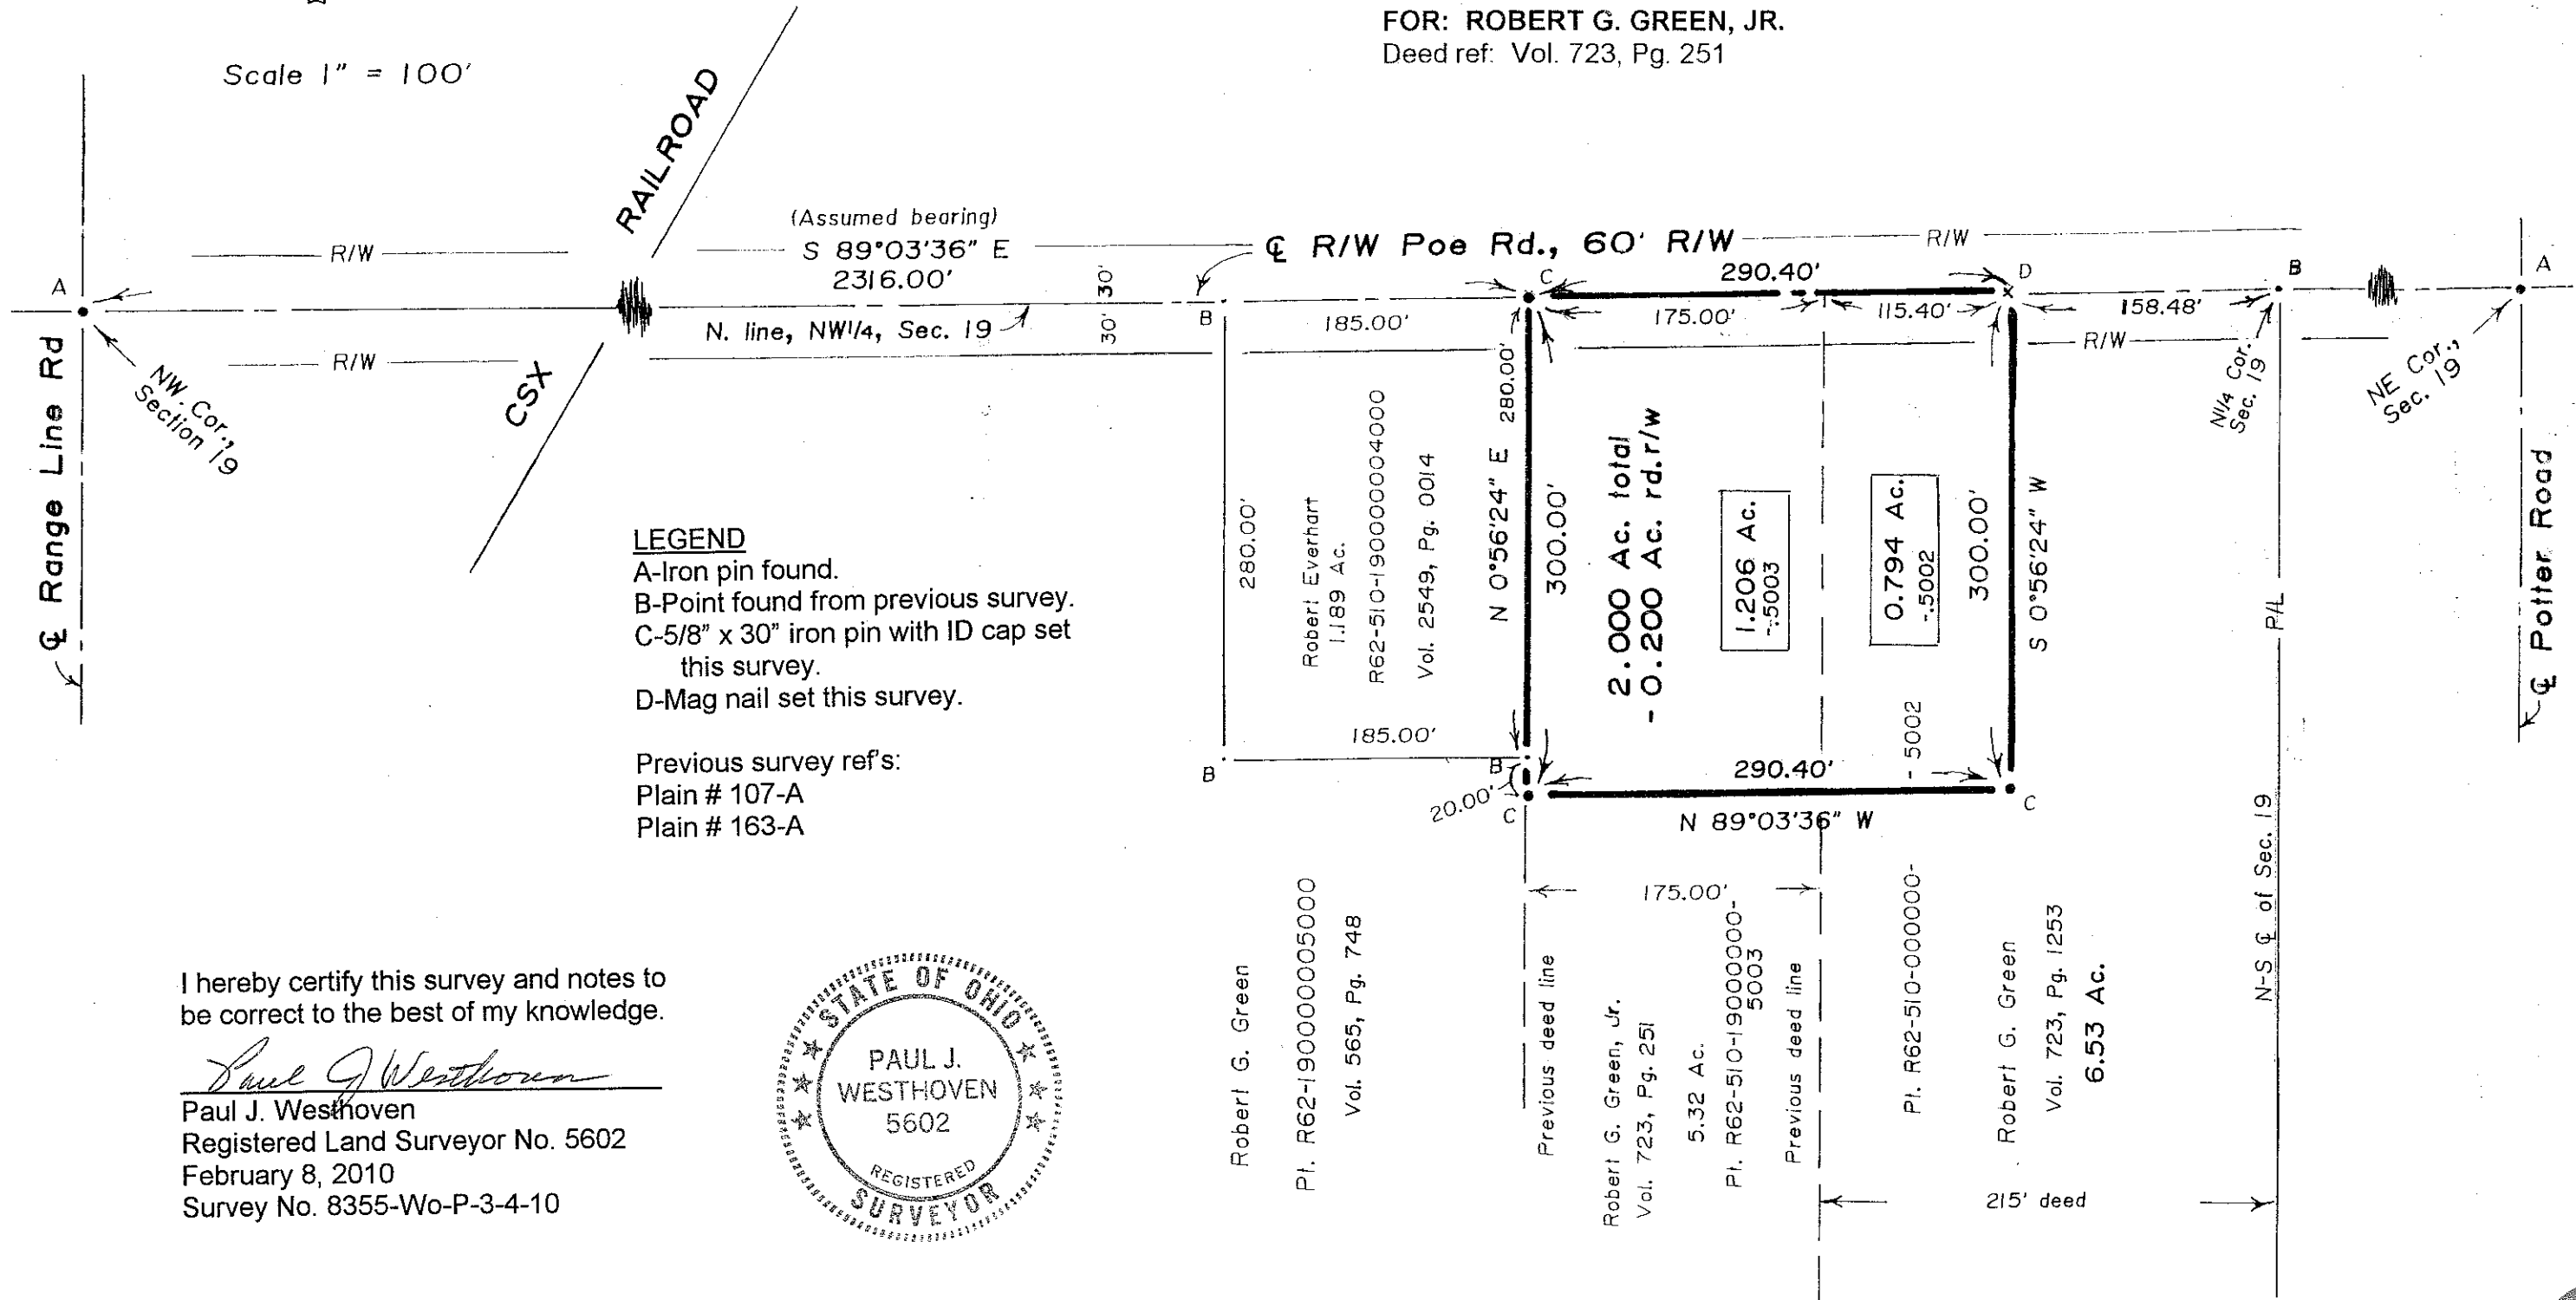 FOR: ROBERT G. GREEN, JR.
Deed ref: Vol. 723, Pg. 251
Scale 1" = 100'
RAILROAD
CSX
(Assumed bearing)
S 89°03'36" E
2316.00'
℄ R/W Poe Rd., 60' R/W
R/W
R/W
R/W
R/W
A
B
C
D
B
A
30'
30'
N. line, NW1/4, Sec. 19
185.00'
290.40'
175.00'
115.40'
158.48'
NW. Cor.,
Section 19
N1/4 Cor.
Sec. 19
NE Cor.,
Sec. 19
℄ Range Line Rd
℄ Potter Road
280.00'
Robert Everhart
1.189 Ac.
R62-510-190000004000
Vol. 2549, Pg. 0014
N 0°56'24" E
280.00'
300.00'
2.000 Ac. total
- 0.200 Ac. rd.r/w
1.206 Ac.
-.5003
0.794 Ac.
-.5002
300.00'
S 0°56'24" W
P/L
- 5002
185.00'
B
B
20.00'
C
290.40'
C
N 89°03'36" W
LEGEND
A-Iron pin found.
B-Point found from previous survey.
C-5/8" x 30" iron pin with ID cap set
this survey.
D-Mag nail set this survey.
Previous survey ref's:
Plain # 107-A
Plain # 163-A
Robert G. Green
Pt. R62-190000005000
Vol. 565, Pg. 748
Previous deed line
175.00'
Robert G. Green, Jr.
Vol. 723, Pg. 251
5.32 Ac.
Pt. R62-510-19000000-
5003
Previous deed line
Pt. R62-510-000000-
Robert G. Green
Vol. 723, Pg. 1253
6.53 Ac.
N-S ℄ of Sec. 19
215' deed
I hereby certify this survey and notes to
be correct to the best of my knowledge.
Paul J Westhoven
Paul J. Westhoven
Registered Land Surveyor No. 5602
February 8, 2010
Survey No. 8355-Wo-P-3-4-10
STATE OF OHIO
PAUL J.
WESTHOVEN
5602
REGISTERED
SURVEYOR